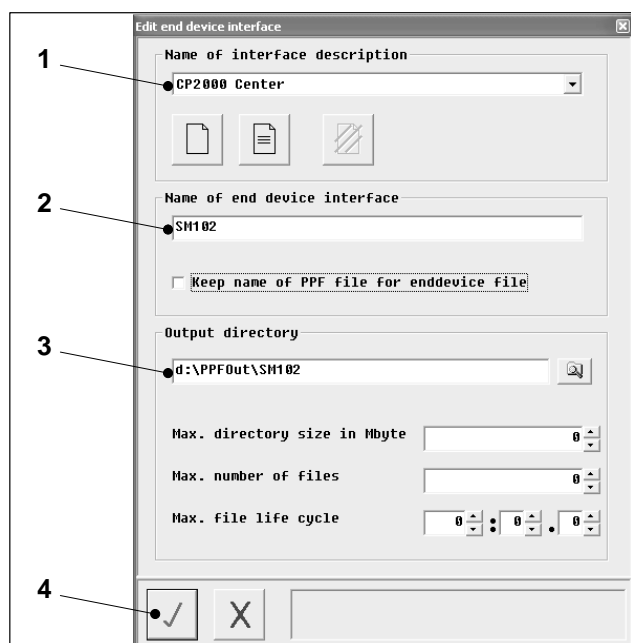 Edit end device interface
1
Name of interface description
CP2000 Center
2
Name of end device interface
SM102
Keep name of PPF file for enddevice file
3
Output directory
d:\PPFOut\SM102
Max. directory size in Mbyte 0
Max. number of files 0
Max. file life cycle 0 : 0 . 0
4